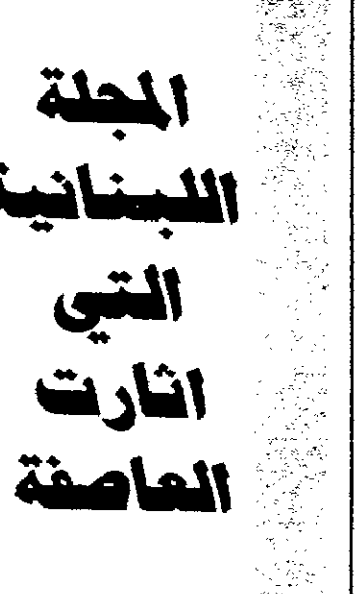 المجلة
اللبنانية
التي
اثارت
العاصفة